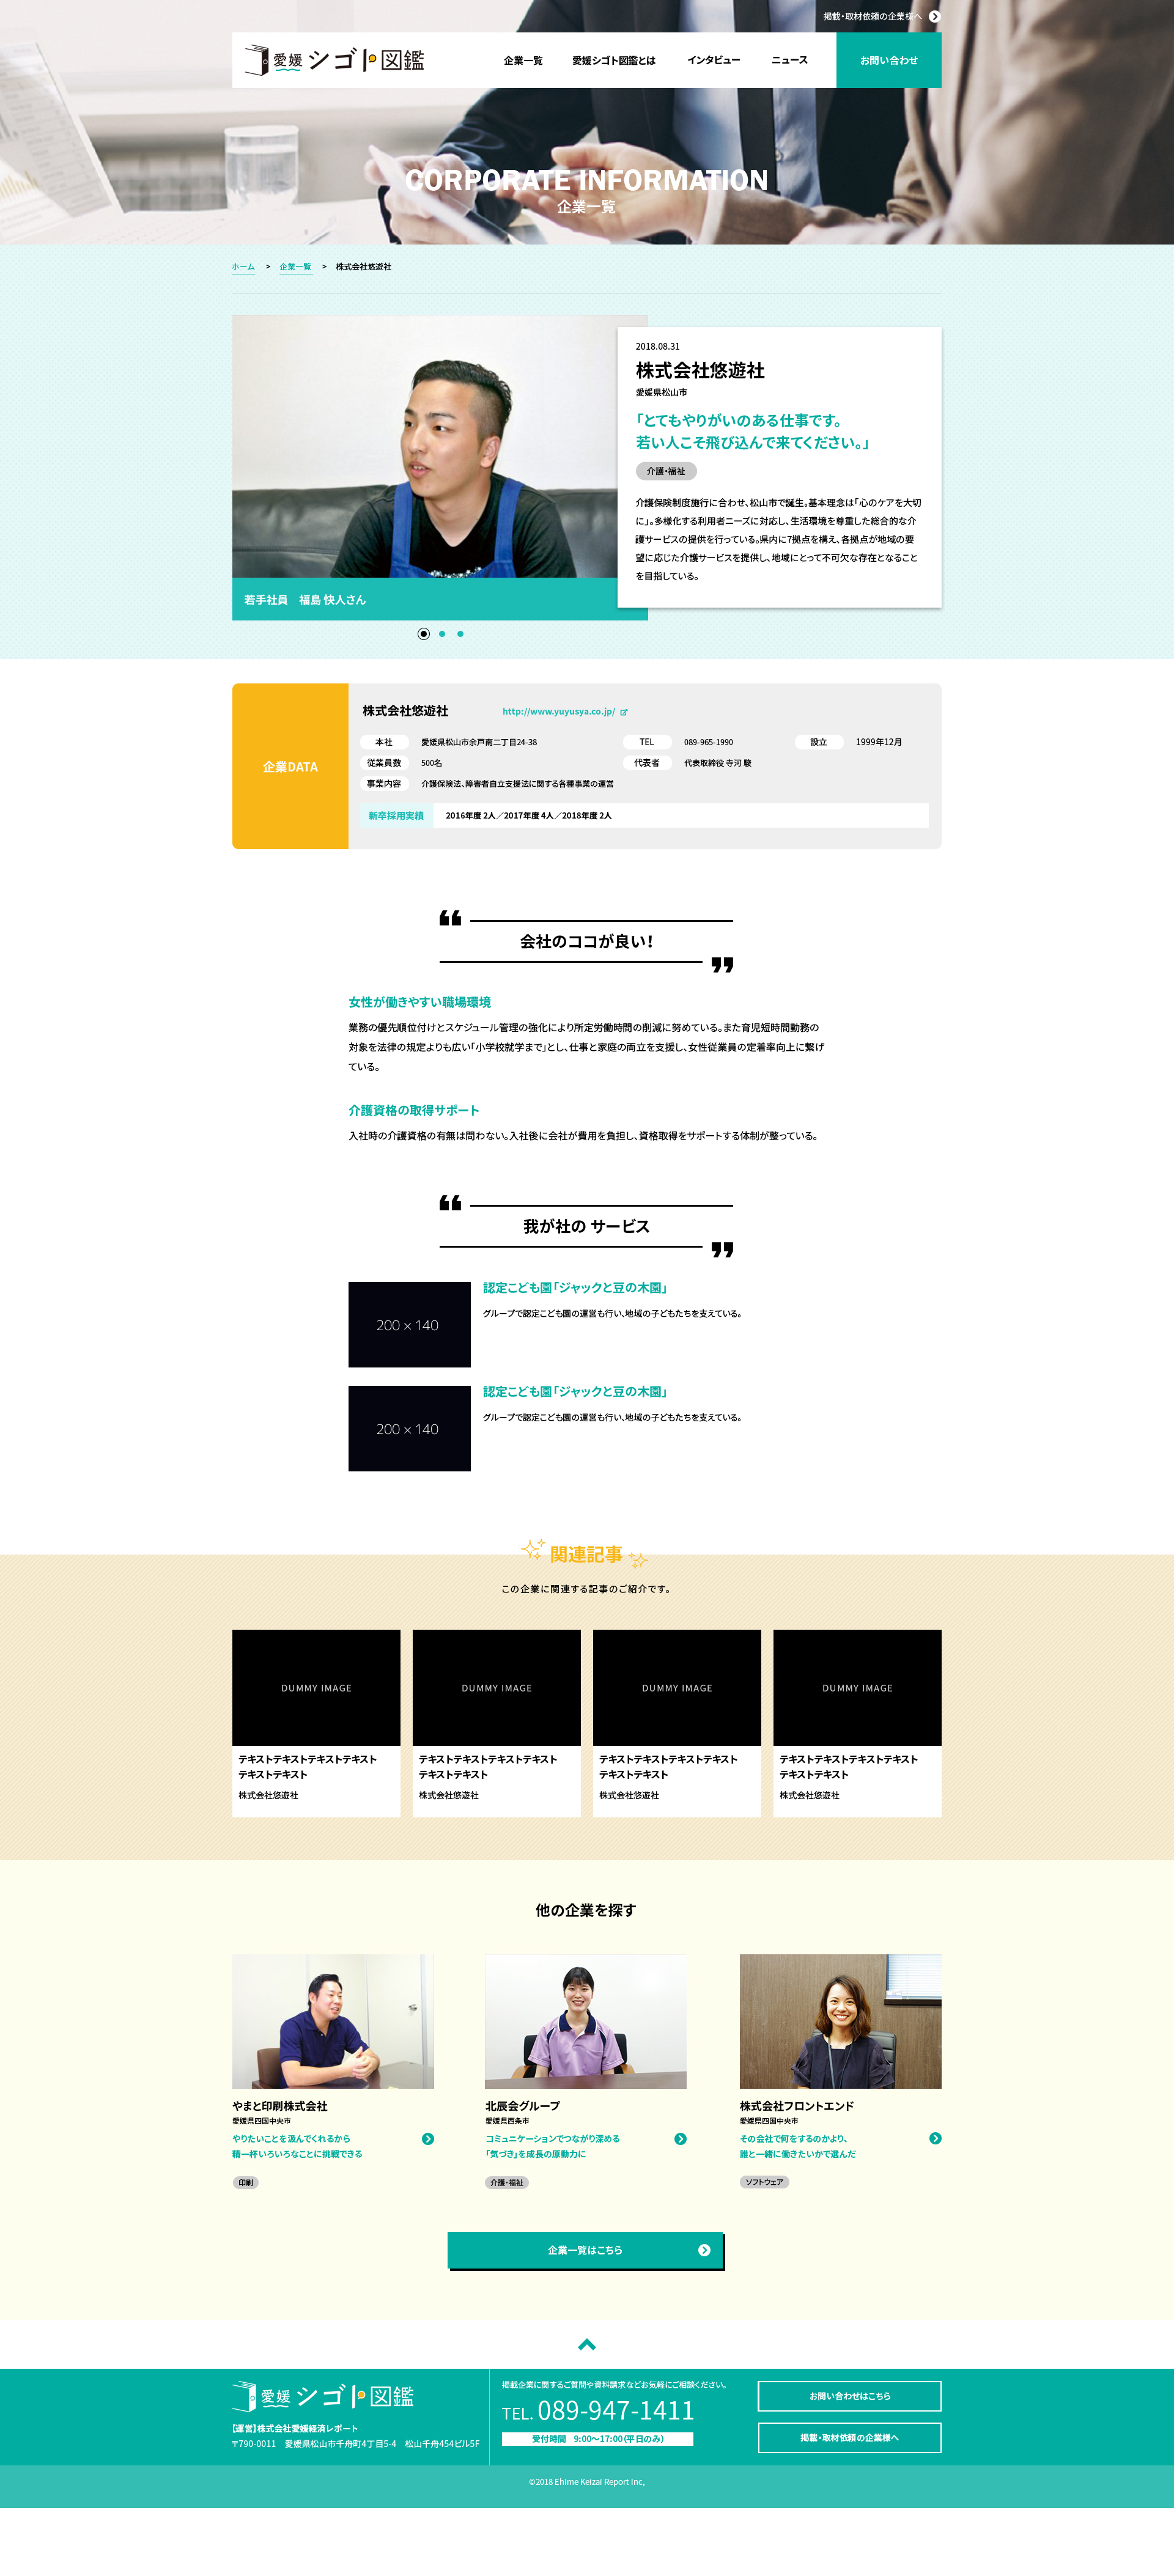 掲載・取材依頼の企業様へ
愛媛 シゴト図鑑
企業一覧
愛媛シゴト図鑑とは
インタビュー
ニュース
お問い合わせ
CORPORATE INFORMATION
企業一覧
ホーム > 企業一覧 > 株式会社悠遊社
2018.08.31
株式会社悠遊社
愛媛県松山市
「とてもやりがいのある仕事です。
若い人こそ飛び込んで来てください。」
介護・福祉
介護保険制度施行に合わせ、松山市で誕生。基本理念は「心のケアを大切
に」。多様化する利用者ニーズに対応し、生活環境を尊重した総合的な介
護サービスの提供を行っている。県内に7拠点を構え、各拠点が地域の要
望に応じた介護サービスを提供し、地域にとって不可欠な存在となること
を目指している。
若手社員 福島 快人さん
企業DATA
株式会社悠遊社 http://www.yuyusya.co.jp/
本社 愛媛県松山市余戸南二丁目24-38 TEL 089-965-1990 設立 1999年12月
従業員数 500名 代表者 代表取締役 寺河 駿
事業内容 介護保険法、障害者自立支援法に関する各種事業の運営
新卒採用実績 2016年度 2人／2017年度 4人／2018年度 2人
会社のココが良い！
女性が働きやすい職場環境
業務の優先順位付けとスケジュール管理の強化により所定労働時間の削減に努めている。また育児短時間勤務の
対象を法律の規定よりも広い「小学校就学まで」とし、仕事と家庭の両立を支援し、女性従業員の定着率向上に繋げ
ている。
介護資格の取得サポート
入社時の介護資格の有無は問わない。入社後に会社が費用を負担し、資格取得をサポートする体制が整っている。
我が社の サービス
200 × 140
認定こども園「ジャックと豆の木園」
グループで認定こども園の運営も行い、地域の子どもたちを支えている。
200 × 140
認定こども園「ジャックと豆の木園」
グループで認定こども園の運営も行い、地域の子どもたちを支えている。
関連記事
この企業に関連する記事のご紹介です。
DUMMY IMAGE
テキストテキストテキストテキスト
テキストテキスト
株式会社悠遊社
DUMMY IMAGE
テキストテキストテキストテキスト
テキストテキスト
株式会社悠遊社
DUMMY IMAGE
テキストテキストテキストテキスト
テキストテキスト
株式会社悠遊社
DUMMY IMAGE
テキストテキストテキストテキスト
テキストテキスト
株式会社悠遊社
他の企業を探す
やまと印刷株式会社
愛媛県四国中央市
やりたいことを汲んでくれるから
精一杯いろいろなことに挑戦できる
印刷
北辰会グループ
愛媛県西条市
コミュニケーションでつながり深める
「気づき」を成長の原動力に
介護・福祉
株式会社フロントエンド
愛媛県四国中央市
その会社で何をするのかより、
誰と一緒に働きたいかで選んだ
ソフトウェア
企業一覧はこちら
愛媛 シゴト図鑑
【運営】株式会社愛媛経済レポート
〒790-0011 愛媛県松山市千舟町4丁目5-4 松山千舟454ビル5F
掲載企業に関するご質問や資料請求などお気軽にご相談ください。
TEL. 089-947-1411
受付時間 9:00〜17:00（平日のみ）
お問い合わせはこちら
掲載・取材依頼の企業様へ
©2018 Ehime Keizai Report Inc,